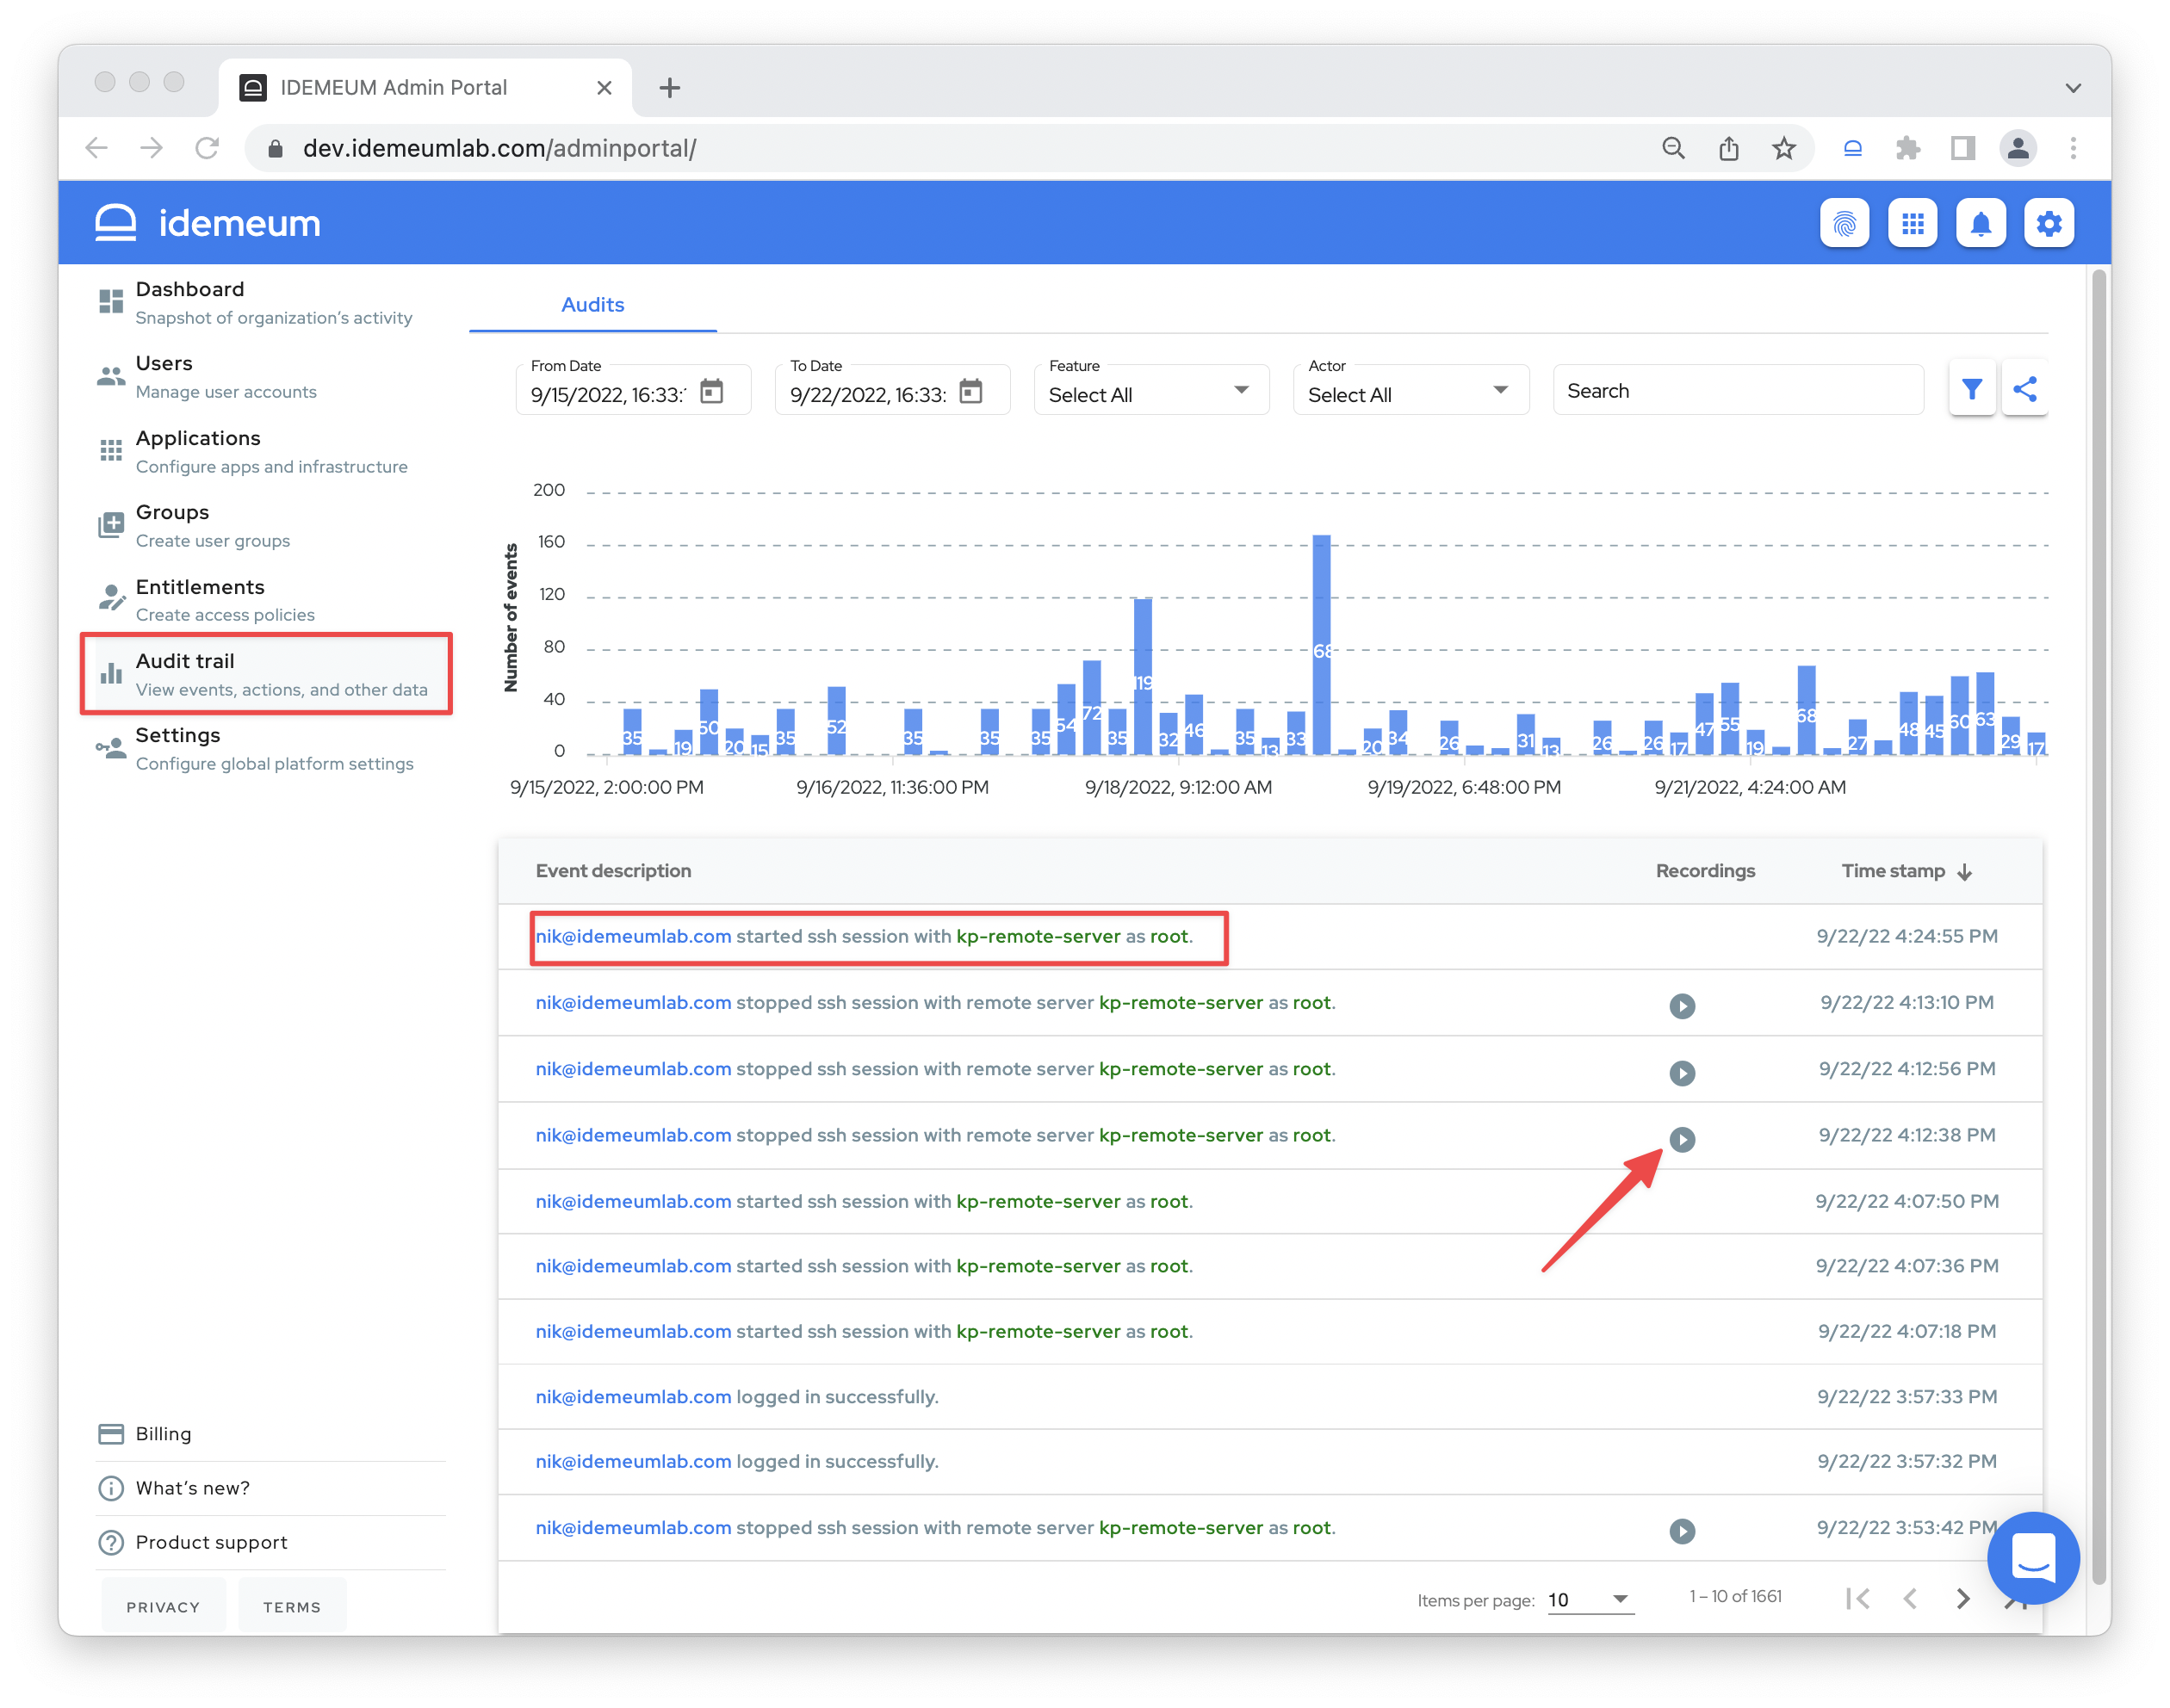 IDEMEUM Admin Portal
dev.idemeumlab.com/adminportal/
idemeum
Dashboard
Snapshot of organization's activity
Users
Manage user accounts
Applications
Configure apps and infrastructure
Groups
Create user groups
Entitlements
Create access policies
Audit trail
View events, actions, and other data
Settings
Configure global platform settings
Billing
What's new?
Product support
PRIVACY TERMS
Audits
From Date To Date Feature Actor
9/15/2022, 16:33: 9/22/2022, 16:33: Select All Select All Search
Number of events
200
160
120
80
40
0
35 19 50 20 15 35 52 35 35 35 54 72 35 119 32 46 35 13 33 68 20 34 26 31 13 26 26 17 47 55 19 68 27 48 45 60 63 29 17
9/15/2022, 2:00:00 PM 9/16/2022, 11:36:00 PM 9/18/2022, 9:12:00 AM 9/19/2022, 6:48:00 PM 9/21/2022, 4:24:00 AM
Event description Recordings Time stamp
nik@idemeumlab.com started ssh session with kp-remote-server as root. 9/22/22 4:24:55 PM
nik@idemeumlab.com stopped ssh session with remote server kp-remote-server as root. 9/22/22 4:13:10 PM
nik@idemeumlab.com stopped ssh session with remote server kp-remote-server as root. 9/22/22 4:12:56 PM
nik@idemeumlab.com stopped ssh session with remote server kp-remote-server as root. 9/22/22 4:12:38 PM
nik@idemeumlab.com started ssh session with kp-remote-server as root. 9/22/22 4:07:50 PM
nik@idemeumlab.com started ssh session with kp-remote-server as root. 9/22/22 4:07:36 PM
nik@idemeumlab.com started ssh session with kp-remote-server as root. 9/22/22 4:07:18 PM
nik@idemeumlab.com logged in successfully. 9/22/22 3:57:33 PM
nik@idemeumlab.com logged in successfully. 9/22/22 3:57:32 PM
nik@idemeumlab.com stopped ssh session with remote server kp-remote-server as root. 9/22/22 3:53:42 PM
Items per page: 10 1 – 10 of 1661